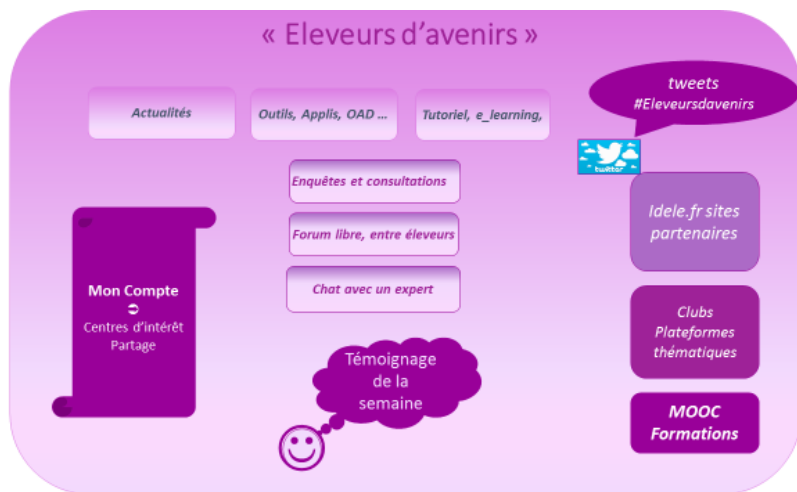 « Eleveurs d’avenirs »
tweets
#Eleveursdavenirs
twitter
Actualités
Outils, Applis, OAD ...
Tutoriel, e_learning,
Enquêtes et consultations
Forum libre, entre éleveurs
Chat avec un expert
Mon Compte
Centres d’intérêt
Partage
Témoignage
de la
semaine
Idele.fr sites
partenaires
Clubs
Plateformes
thématiques
MOOC
Formations